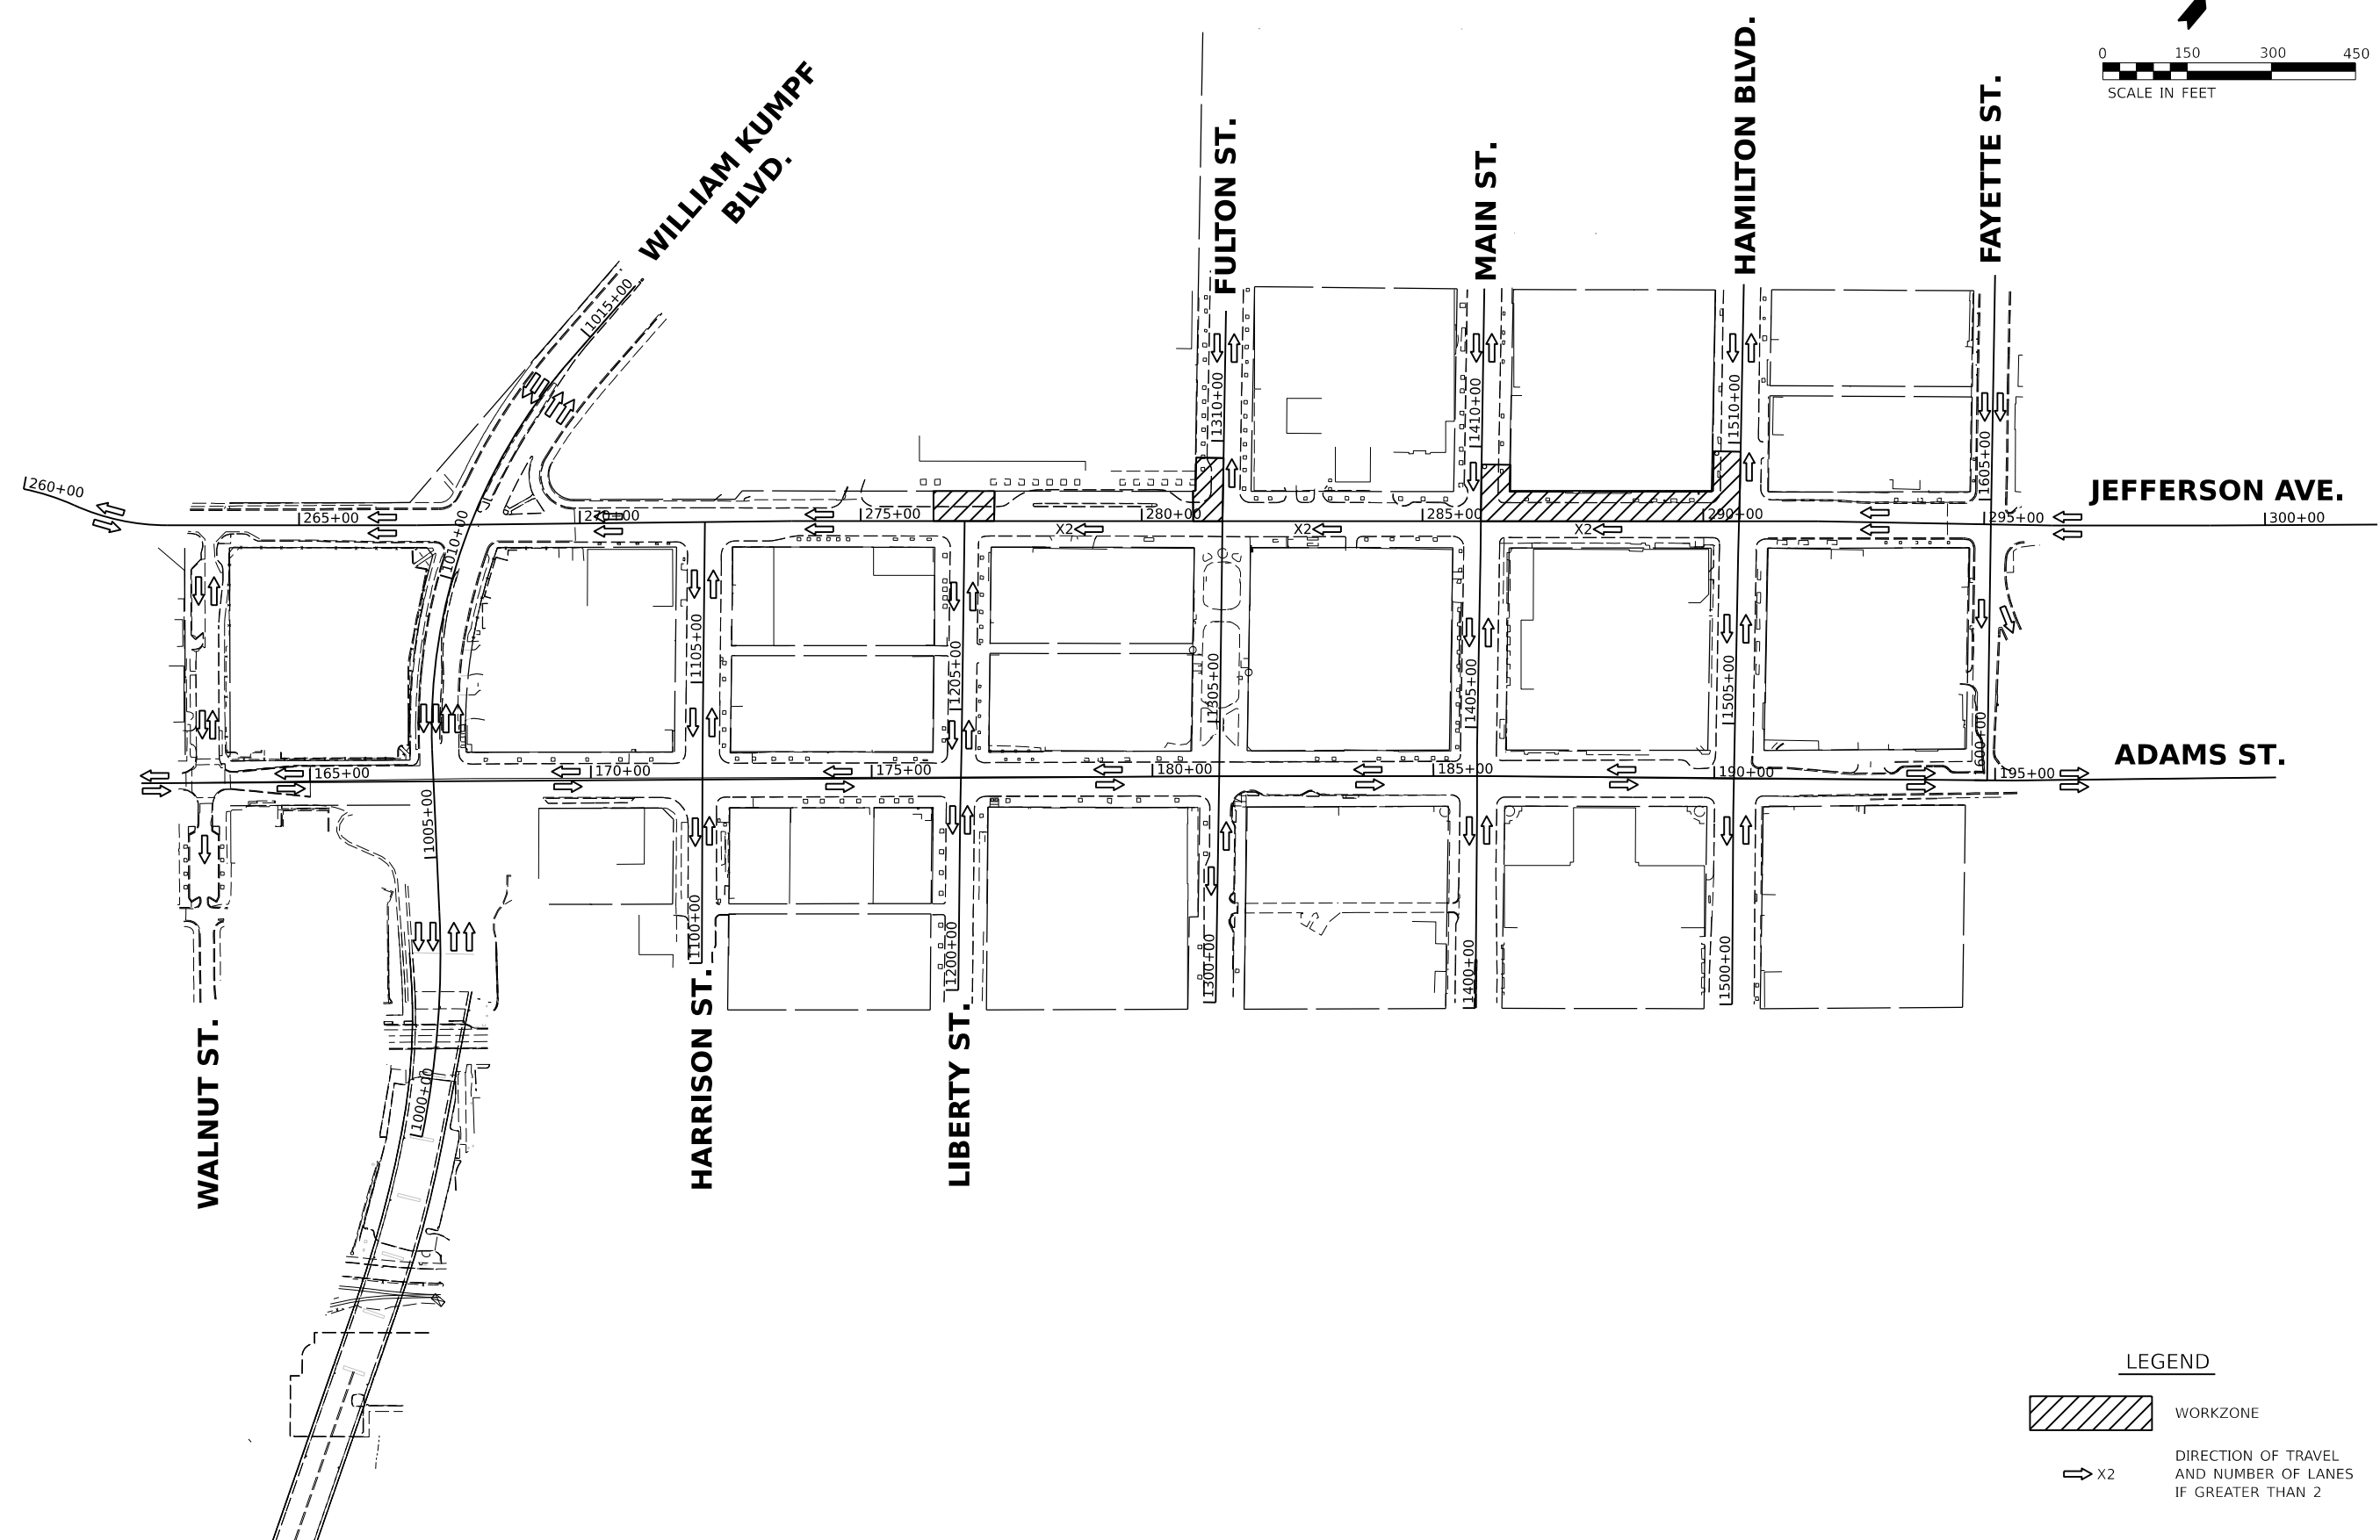 0 150 300 450
SCALE IN FEET
WILLIAM KUMPF
BLVD.
FULTON ST.
MAIN ST.
HAMILTON BLVD.
FAYETTE ST.
1015+00
1310+00
1410+00
1510+00
1605+00
260+00
265+00
270+00
275+00
280+00
285+00
290+00
295+00
300+00
JEFFERSON AVE.
X2
X2
X2
1010+00
1105+00
1205+00
1305+00
1405+00
1505+00
165+00
170+00
175+00
180+00
185+00
190+00
195+00
ADAMS ST.
1005+00
1100+00
1200+00
1300+00
1400+00
1500+00
1000+00
WALNUT ST.
HARRISON ST.
LIBERTY ST.
LEGEND
WORKZONE
X2
DIRECTION OF TRAVEL
AND NUMBER OF LANES
IF GREATER THAN 2